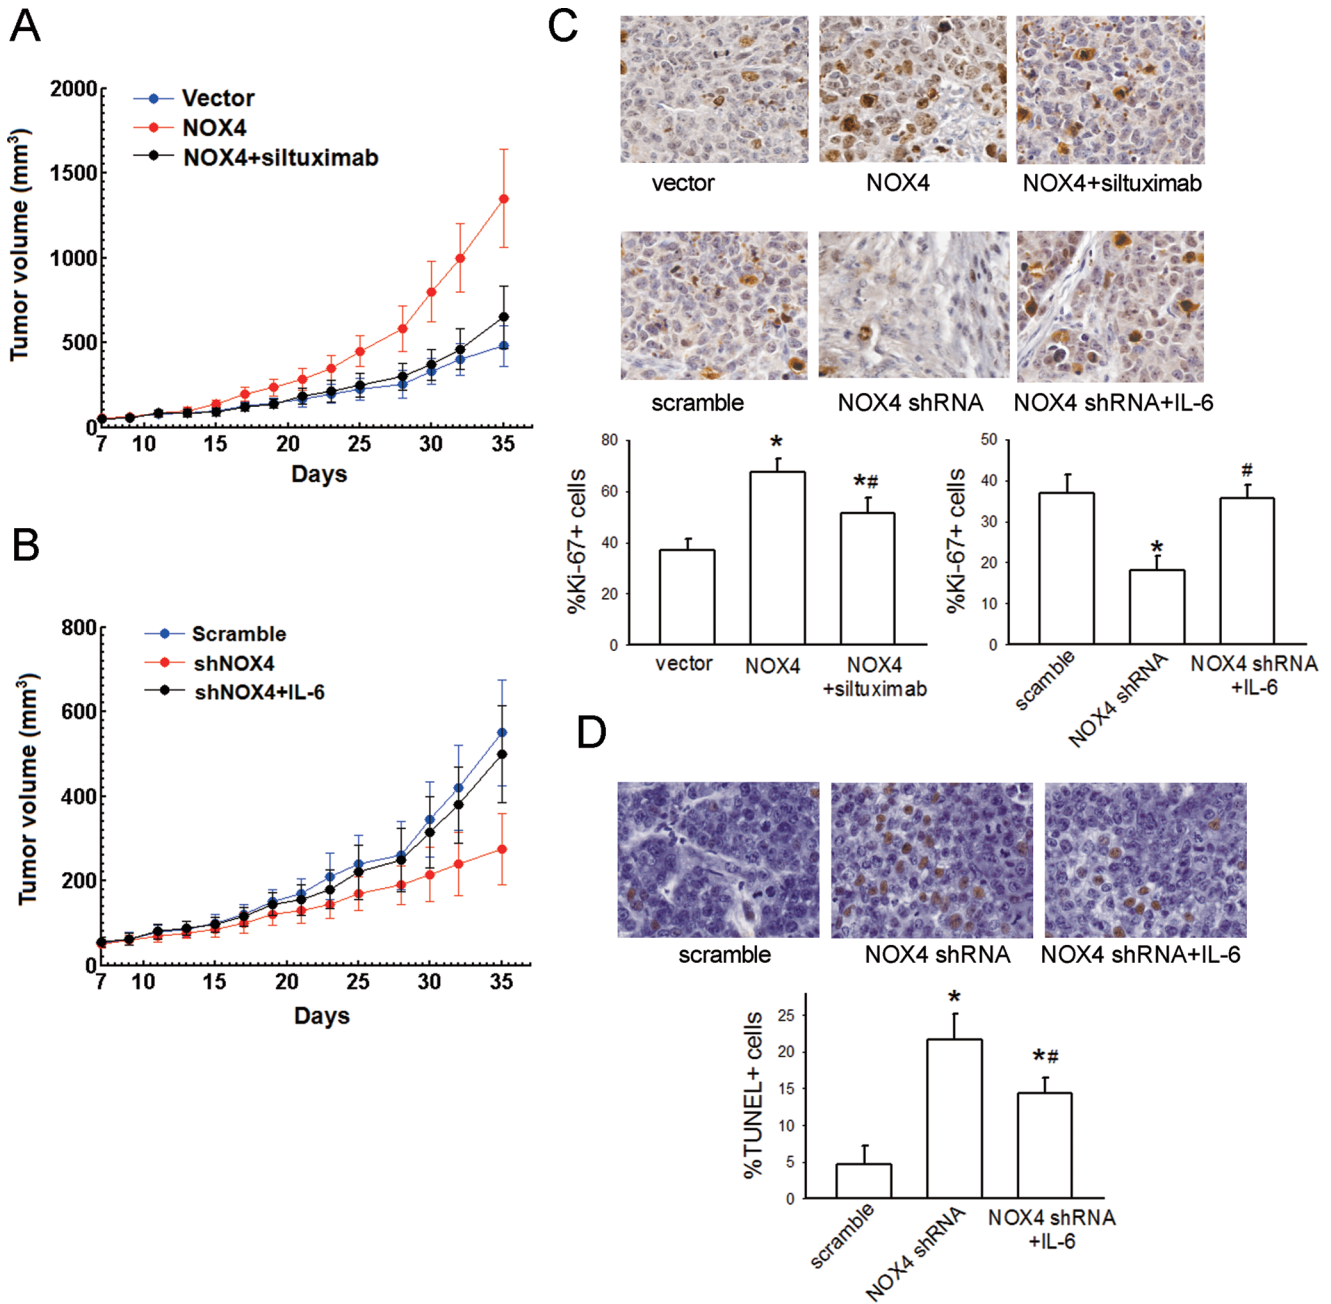 A
2000
1500
1000
500
0
Tumor volume (mm³)
Vector
NOX4
NOX4+siltuximab
7 10 15 20 25 30 35
Days
B
800
600
400
200
0
Tumor volume (mm³)
Scramble
shNOX4
shNOX4+IL-6
7 10 15 20 25 30 35
Days
C
vector NOX4 NOX4+siltuximab
scramble NOX4 shRNA NOX4 shRNA+IL-6
80
60
40
20
0
%Ki-67+ cells
*
*#
vector NOX4 NOX4
+siltuximab
50
40
30
20
10
0
%Ki-67+ cells
*
#
scamble NOX4 shRNA NOX4 shRNA
+IL-6
D
scramble NOX4 shRNA NOX4 shRNA+IL-6
25
20
15
10
5
0
%TUNEL+ cells
*
*#
scramble NOX4 shRNA NOX4 shRNA
+IL-6